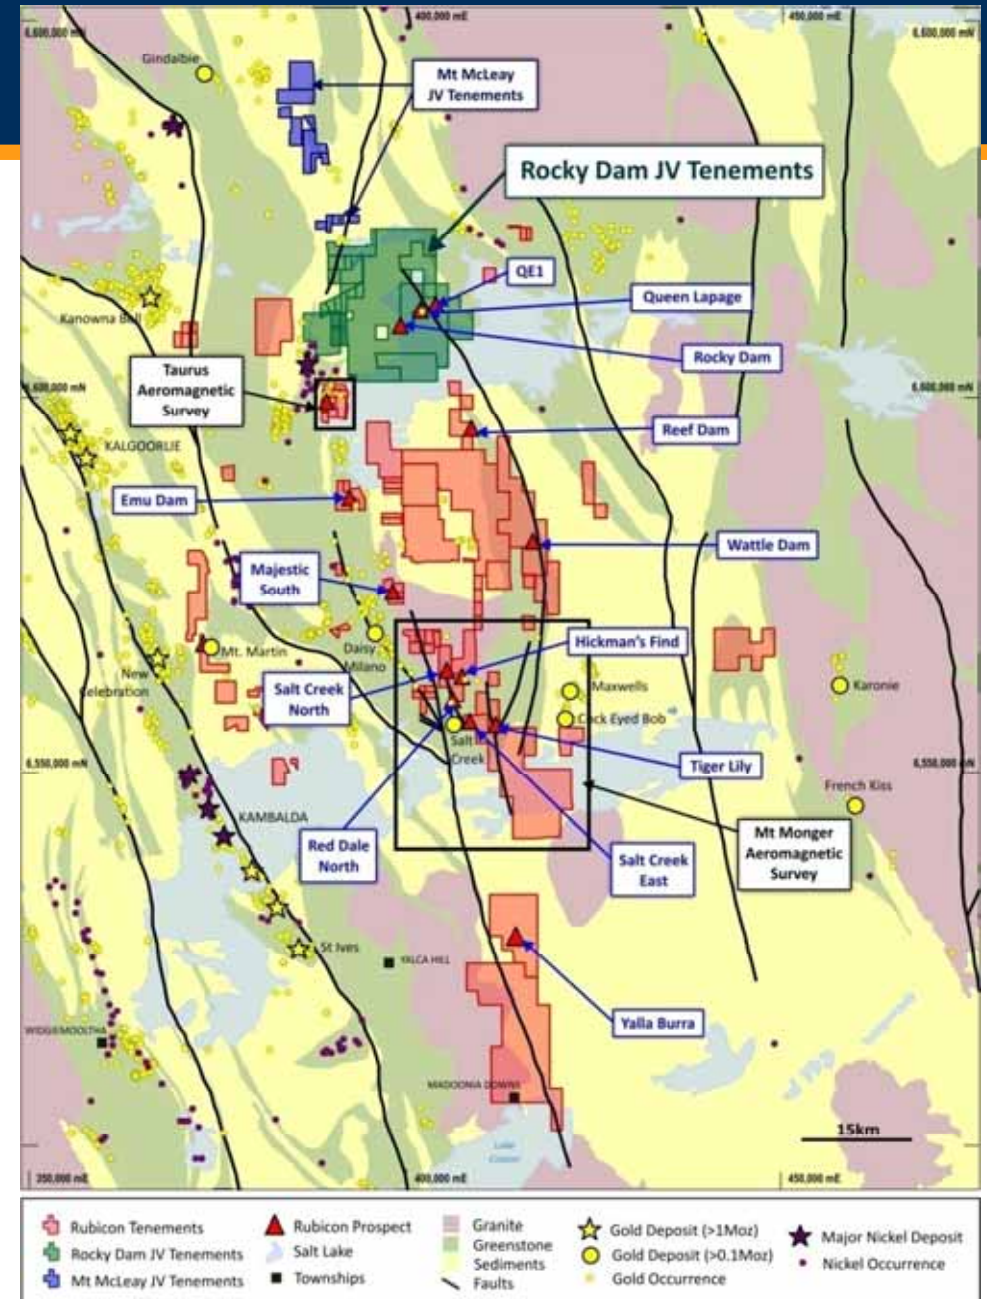 400,000 mE
450,000 mE
6,600,000 mN
6,600,000 mN
Gindalbie
Mt McLeay
JV Tenements
Rocky Dam JV Tenements
QE1
Queen Lapage
Kanowna Bell
Rocky Dam
Taurus
Aeromagnetic
Survey
6,600,000 mN
6,600,000 mN
Reef Dam
KALGOORLIE
Emu Dam
Wattle Dam
Majestic
South
Hickman's Find
Mt. Martin
Daisy
Milano
New
Celebration
Salt Creek
North
Maxwells
Karonie
Cock Eyed Bob
Salt
Creek
Tiger Lily
6,550,000 mN
6,550,000 mN
French Kiss
KAMBALDA
Red Dale
North
Mt Monger
Aeromagnetic
Survey
Salt Creek
East
St Ives
YALCA HILL
Yalla Burra
WIDGIEMOOLTHA
MADOONIA DOWNS
15km
Lake
Cowan
350,000 mE
400,000 mE
450,000 mE
Rubicon Tenements
Rocky Dam JV Tenements
Mt McLeay JV Tenements
Rubicon Prospect
Salt Lake
Townships
Granite
Greenstone
Sediments
Faults
Gold Deposit (>1Moz)
Gold Deposit (>0.1Moz)
Gold Occurrence
Major Nickel Deposit
Nickel Occurrence